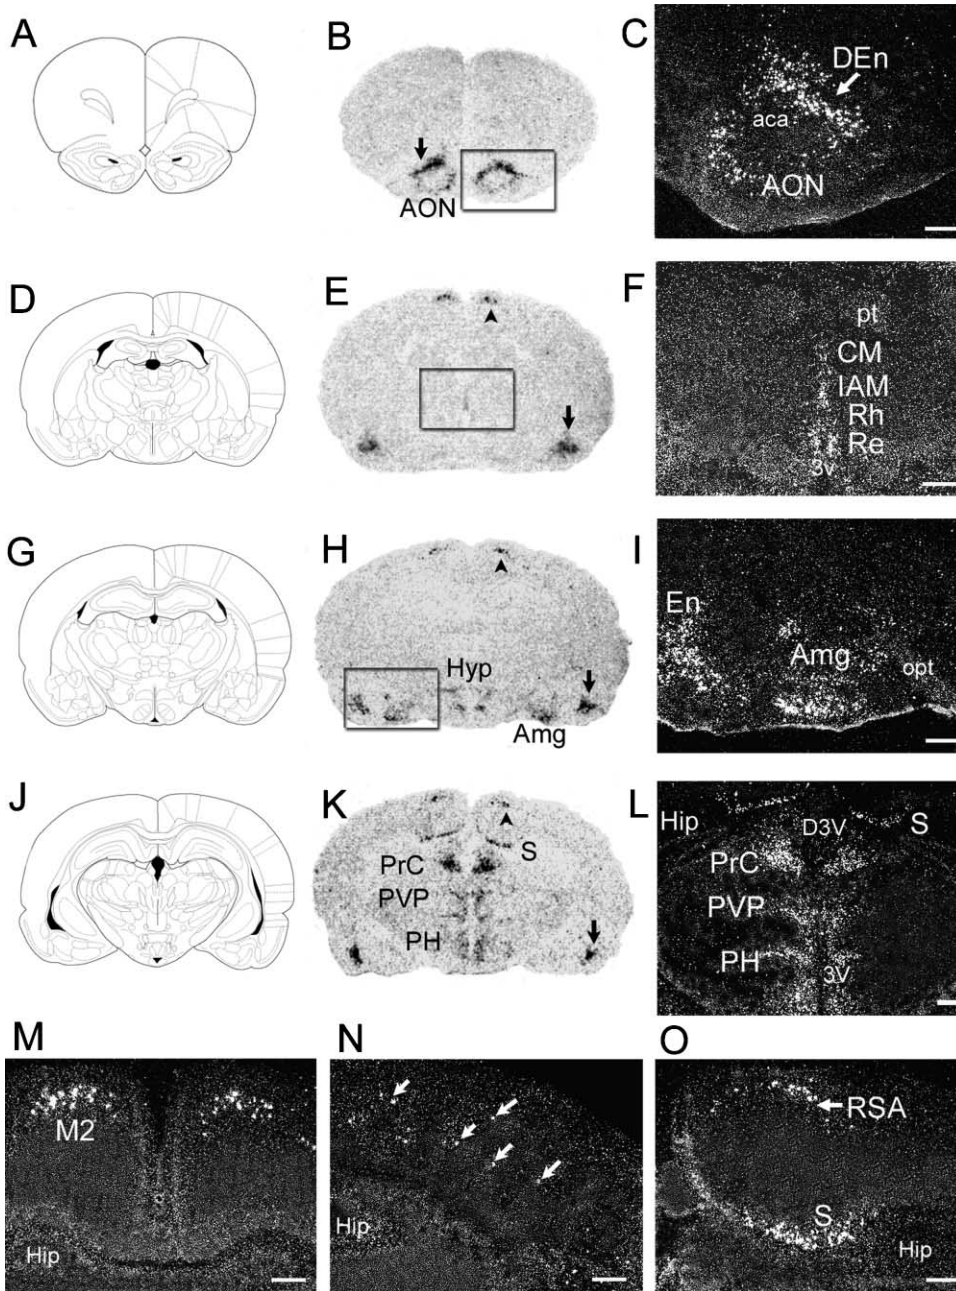 A
B
C
DEn
aca
AON
AON
D
E
F
pt
CM
IAM
Rh
Re
3v
G
H
I
Hyp
Amg
En
Amg
opt
J
K
L
PrC
S
PVP
PH
Hip
D3V
S
PrC
PVP
PH
3V
M
N
O
M2
Hip
Hip
RSA
S
Hip